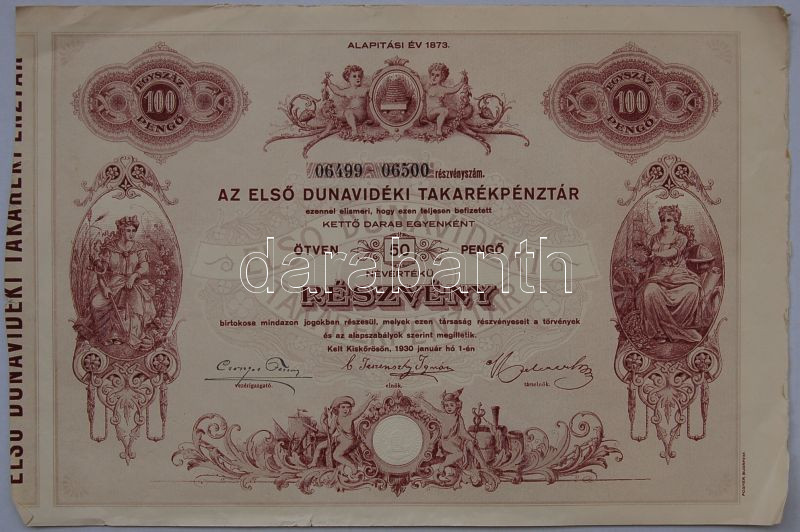 ALAPITÁSI ÉV 1873.
EGYSZÁZ
100
PENGŐ
EGYSZÁZ
100
PENGŐ
06499 - 06500 részvényszám.
AZ ELSŐ DUNAVIDÉKI TAKARÉKPÉNZTÁR
ezennel elismeri, hogy ezen teljesen befizetett
KETTŐ DARAB EGYENKÉNT
ÖTVEN 50 PENGŐ
NÉVÉRTÉKŰ
RÉSZVÉNY
birtokosa mindazon jogokban részesül, melyek ezen társaság részvényeseit a törvények
és az alapszabályok szerint megilletik.
Kelt Kiskőrösön, 1930 január hó 1-án
vezérigazgató.
elnök.
társelnök.
ELSŐ DUNAVIDÉKI TAKARÉKPÉNZTÁR
darabanth